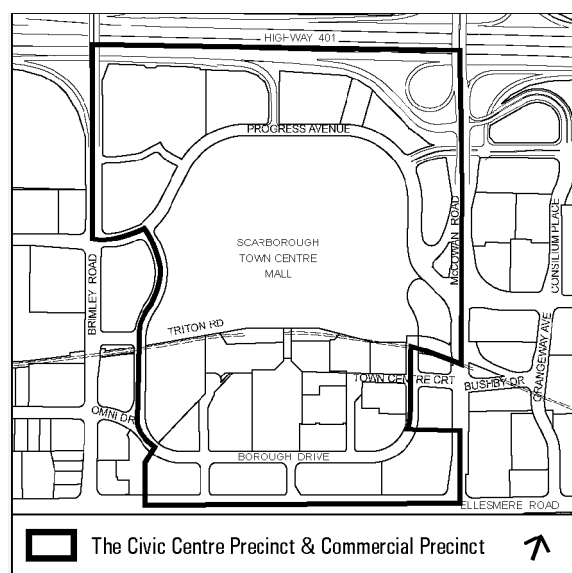 HIGHWAY 401
PROGRESS AVENUE
SCARBOROUGH
TOWN CENTRE
MALL
McCOWAN ROAD
CONSILIUM PLACE
BRIMLEY ROAD
TRITON RD
GRANGEWAY AVE
TOWN CENTRE CRT
BUSHBY DR
OMNI DR
BOROUGH DRIVE
ELLESMERE ROAD
The Civic Centre Precinct & Commercial Precinct